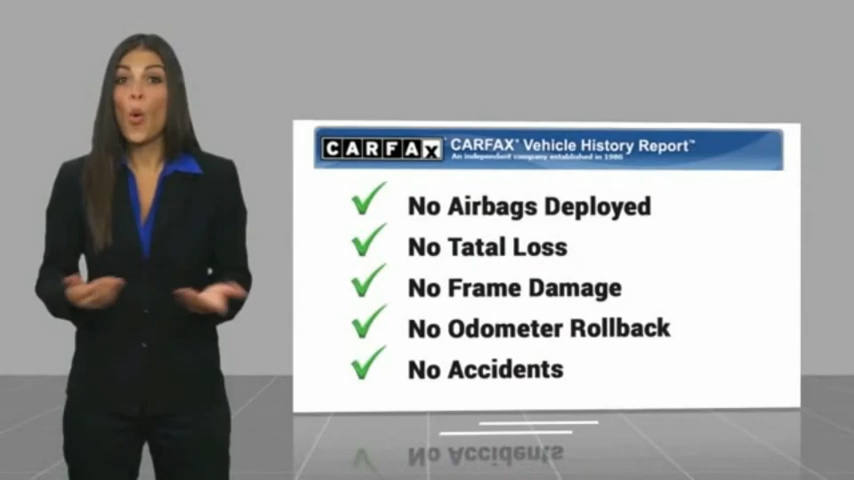 CARFAX CARFAX® Vehicle History Report™
An independent company established in 1986
No Airbags Deployed
No Tatal Loss
No Frame Damage
No Odometer Rollback
No Accidents
No Accidents